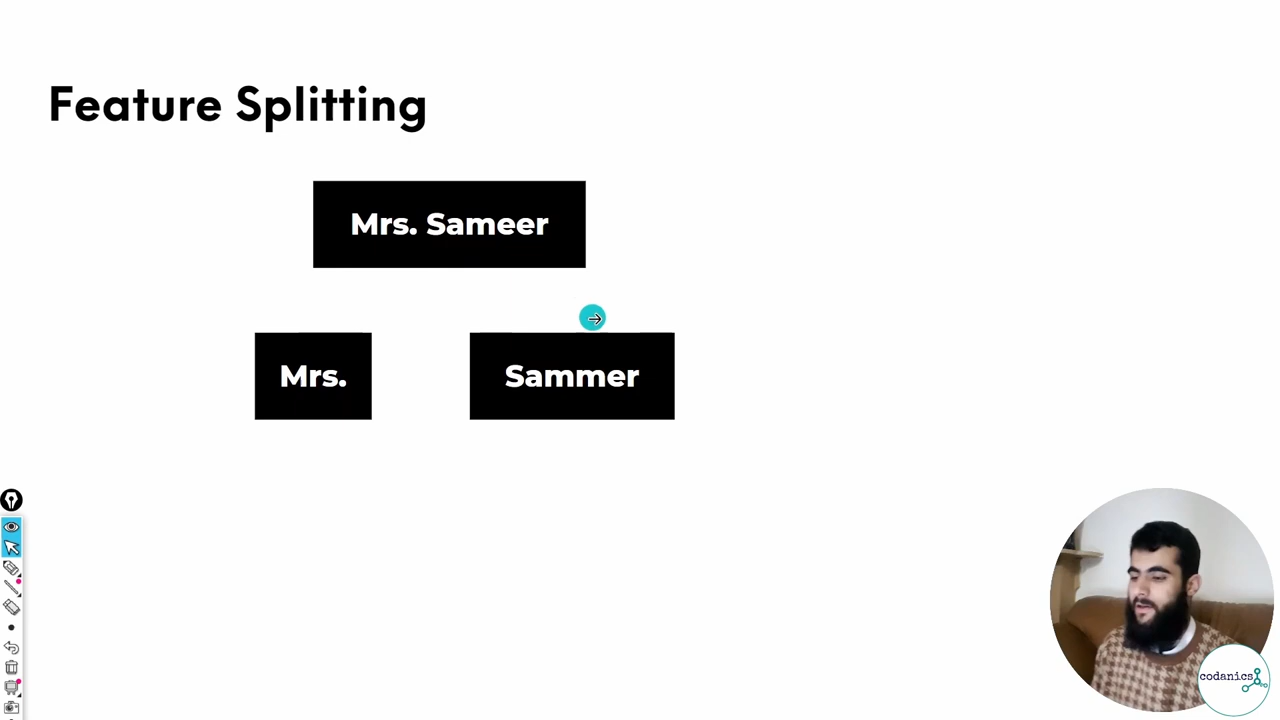 Feature Splitting
Mrs. Sameer
Mrs.
Sammer
codanics